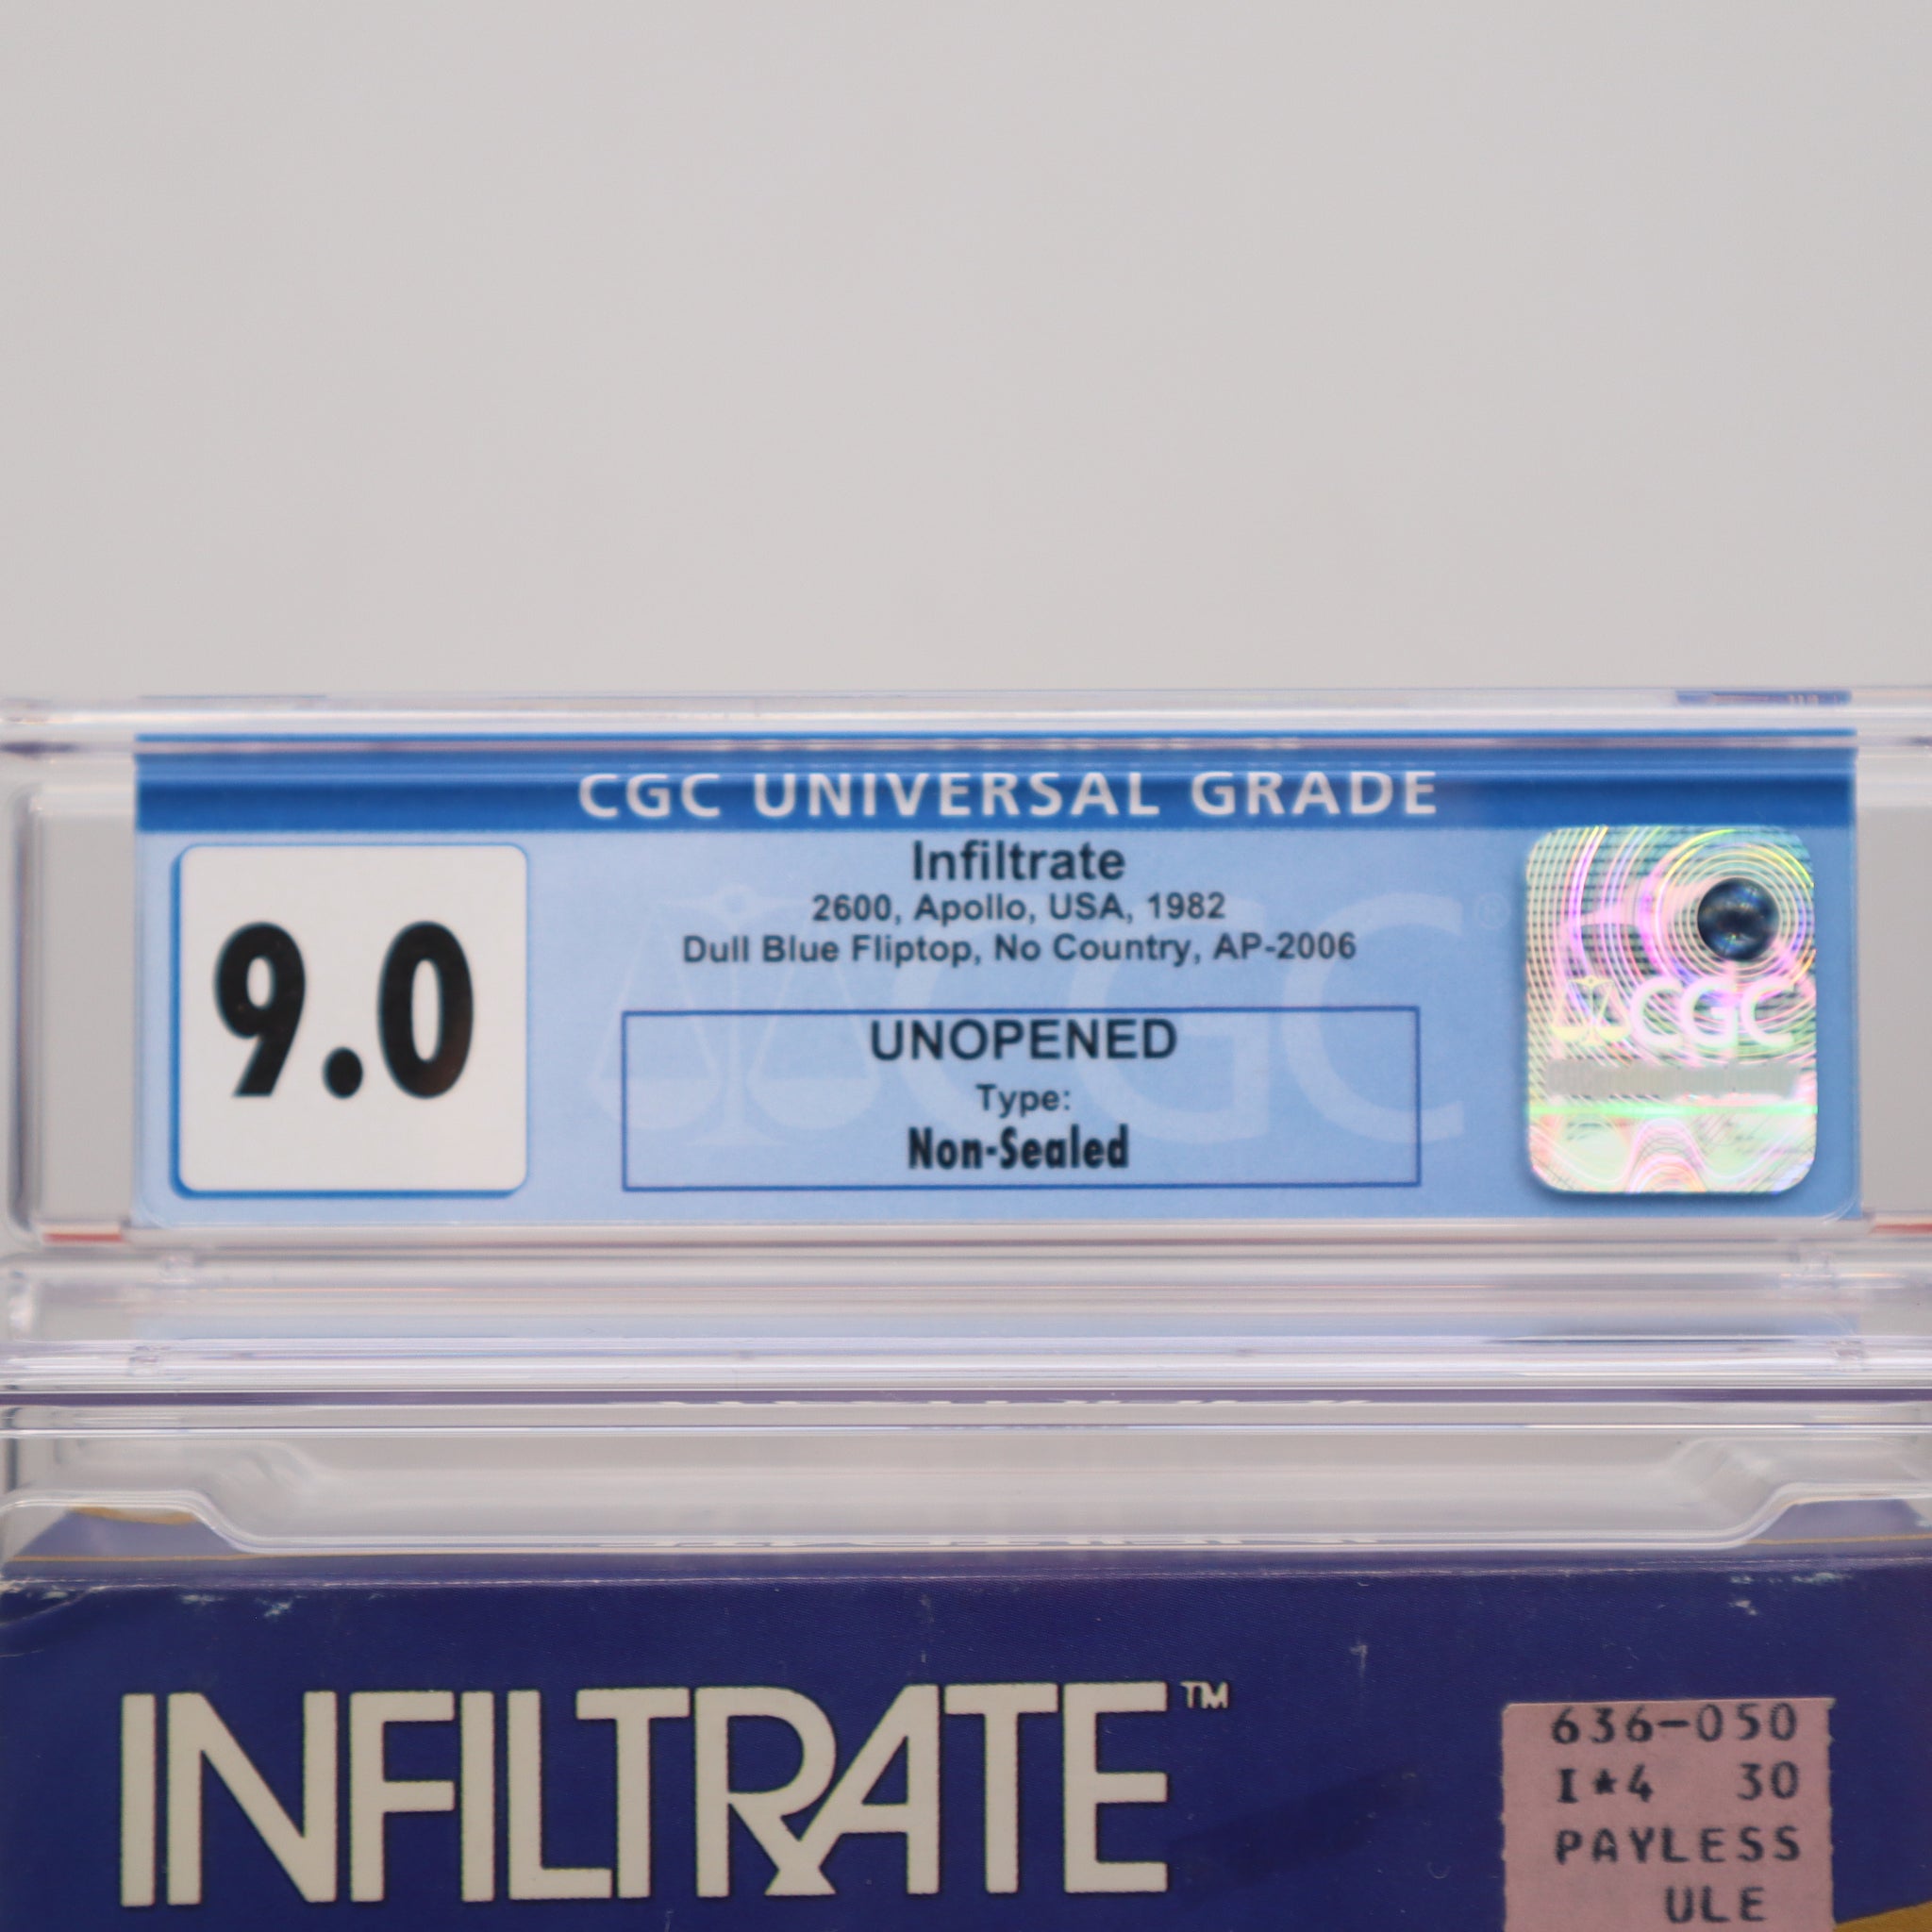 CGC UNIVERSAL GRADE
9.0
Infiltrate
2600, Apollo, USA, 1982
Dull Blue Fliptop, No Country, AP-2006
UNOPENED
Type:
Non-Sealed
CGC
CGC
INFILTRATE™
636-050
I★4 30
PAYLESS
ULE